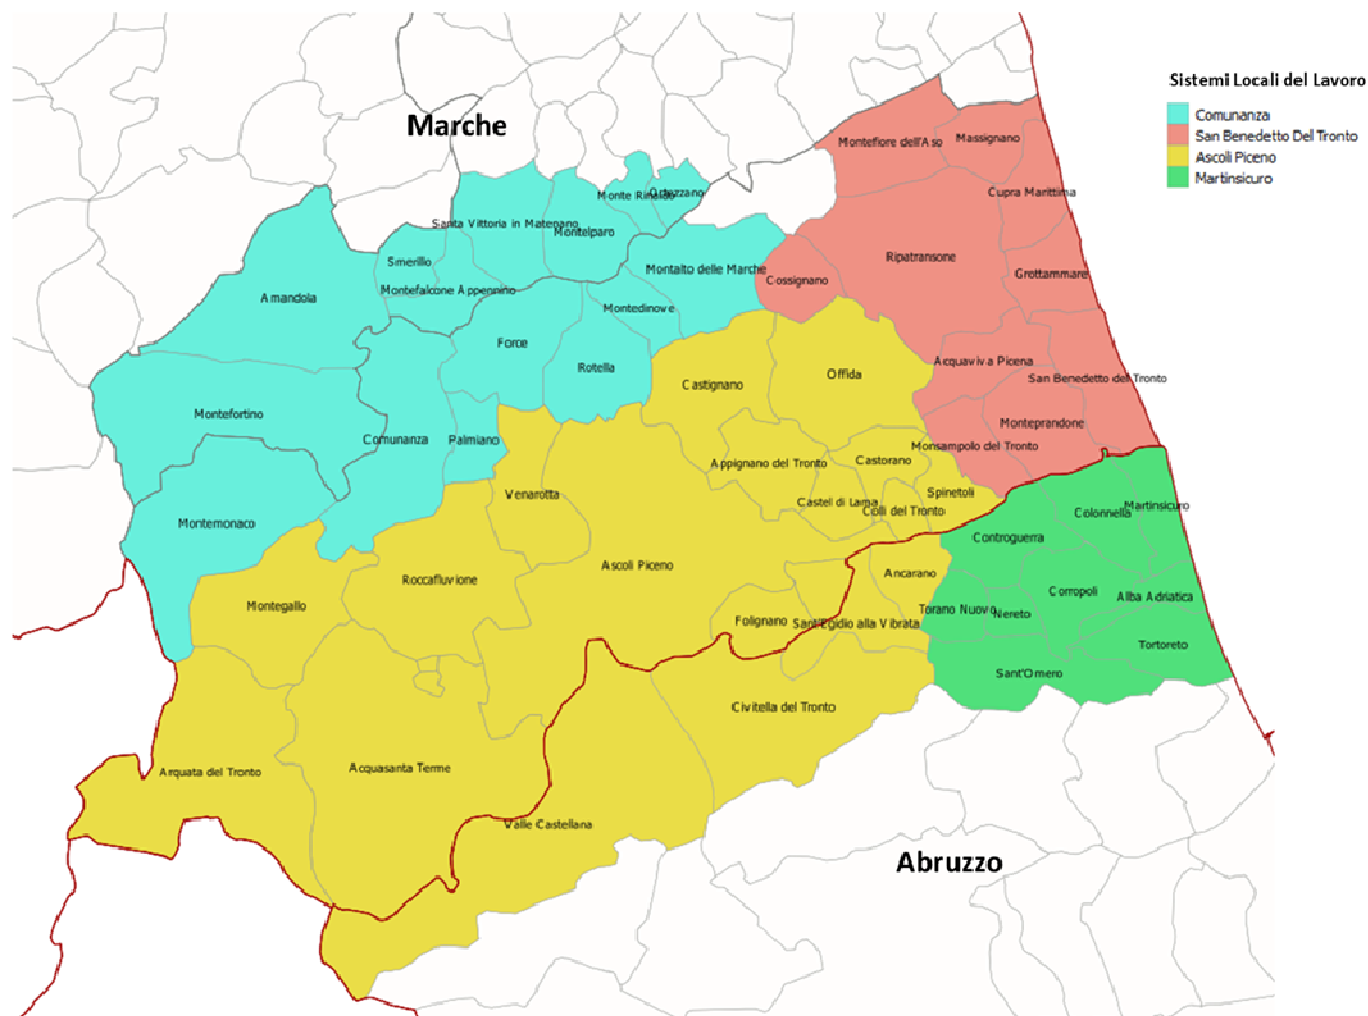 Sistemi Locali del Lavoro
Comunanza
San Benedetto Del Tronto
Ascoli Piceno
Martinsicuro
Marche
Montefiore dell'Aso
Massignano
Cupra Marittima
Monte Rinaldo
Ortezzano
Santa Vittoria in Matenano
Montelparo
Smerillo
Montalto delle Marche
Cossignano
Ripatransone
Grottammare
Amandola
Montefalcone Appennino
Montedinove
Force
Rotella
Castignano
Offida
Acquaviva Picena
San Benedetto del Tronto
Montefortino
Comunanza
Palmiano
Monteprandone
Monsampolo del Tronto
Appignano del Tronto
Castorano
Venarotta
Castel di Lama
Colli del Tronto
Spinetoli
Martinsicuro
Colonnella
Montemonaco
Controguerra
Roccafluvione
Ascoli Piceno
Ancarano
Corropoli
Alba Adriatica
Montegallo
Folignano
Sant'Egidio alla Vibrata
Torano Nuovo
Nereto
Tortoreto
Sant'Omero
Civitella del Tronto
Arquata del Tronto
Acquasanta Terme
Valle Castellana
Abruzzo